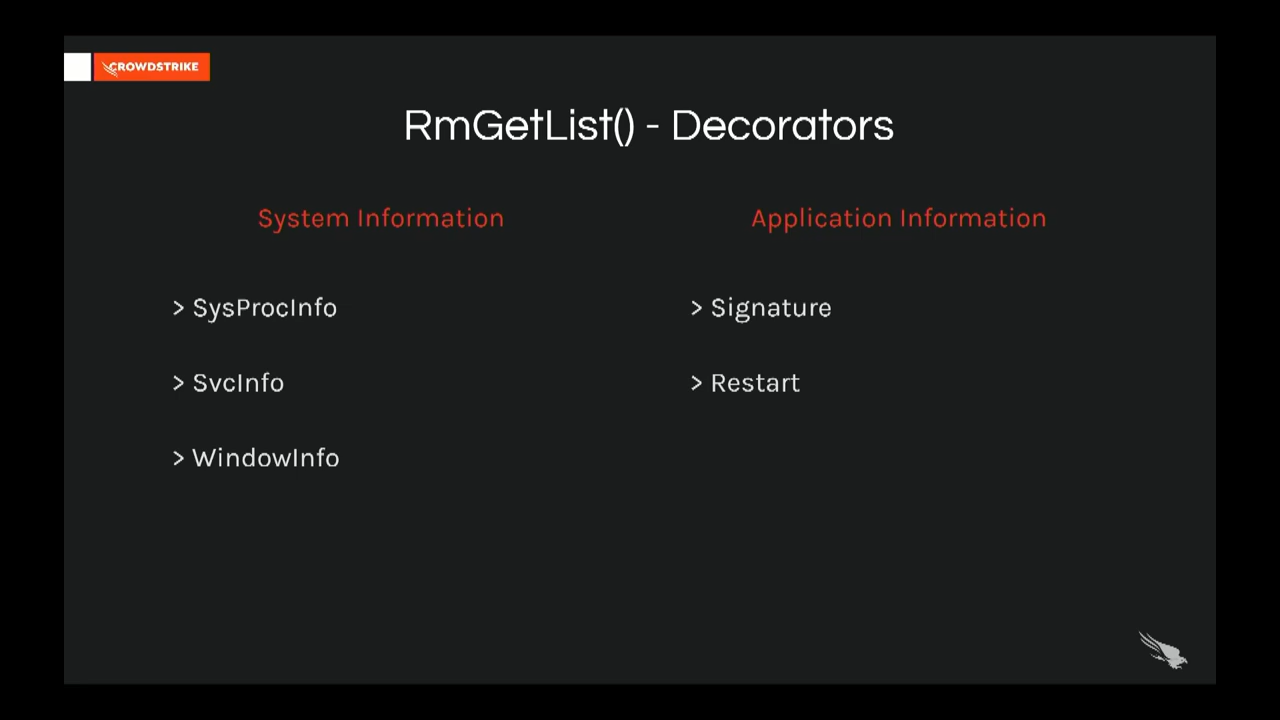 CROWDSTRIKE
RmGetList() - Decorators
System Information
> SysProcInfo
> SvcInfo
> WindowInfo
Application Information
> Signature
> Restart